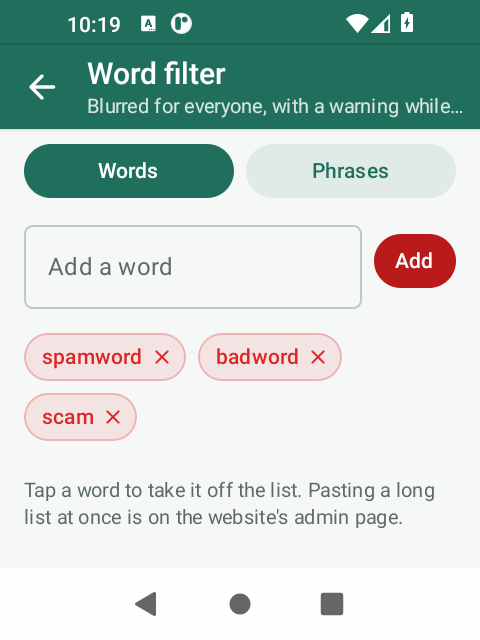 10:19
Word filter
Blurred for everyone, with a warning while...
Words
Phrases
Add a word
Add
spamword
badword
scam
Tap a word to take it off the list. Pasting a long
list at once is on the website's admin page.